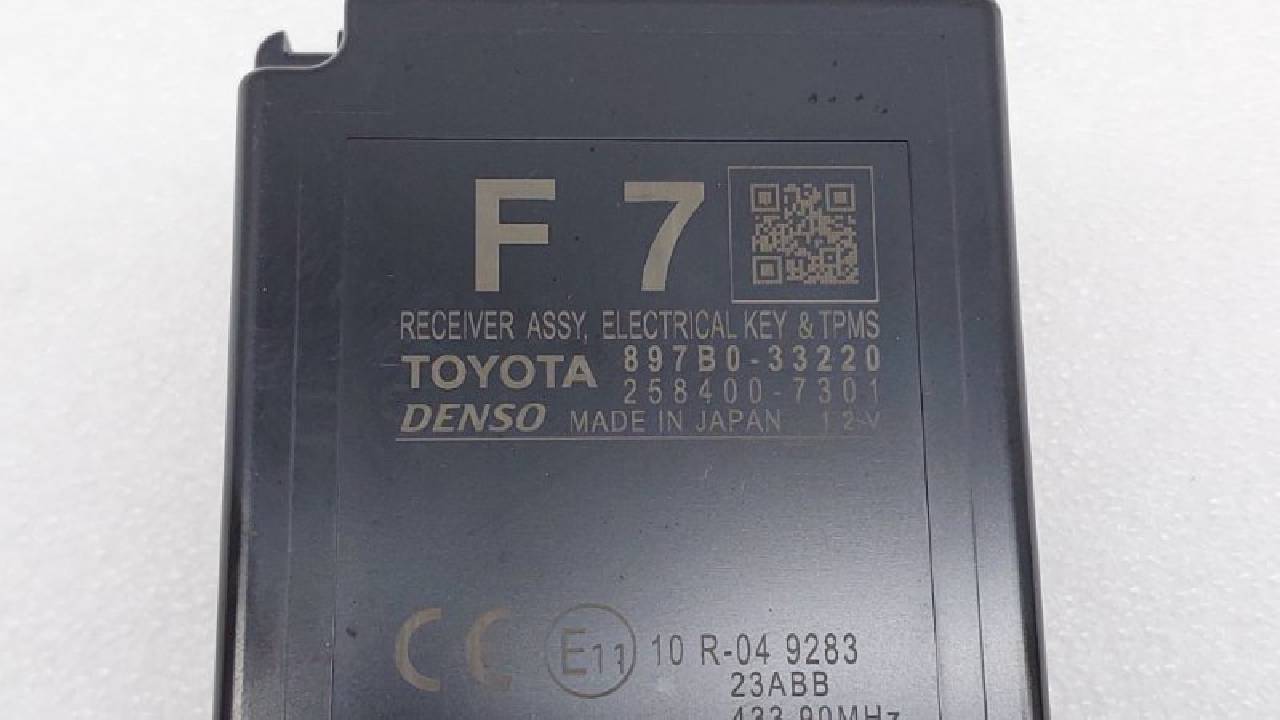 F 7
RECEIVER ASSY, ELECTRICAL KEY & TPMS
TOYOTA 897B0-33220
258400-7301
DENSO MADE IN JAPAN 12-V
CE E11 10 R-04 9283
23ABB
433.90MHz